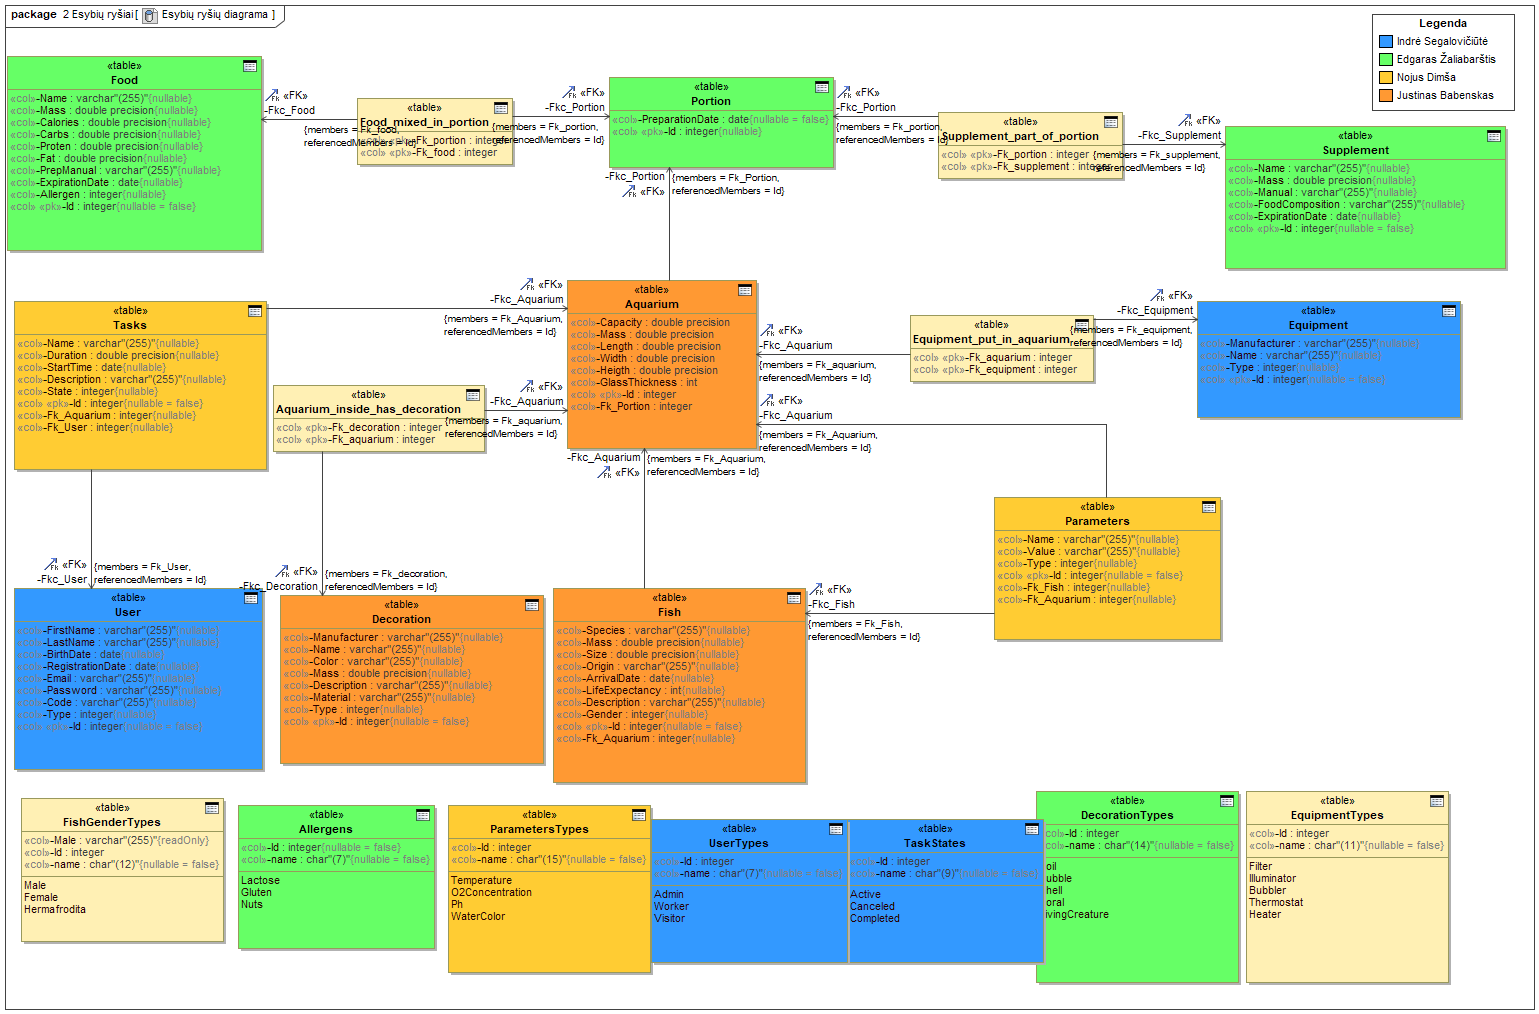 package 2 Esybių ryšiai[ Esybių ryšių diagrama ]
Legenda
Indrė Segalovičiūtė
Edgaras Žaliabarštis
Nojus Dimša
Justinas Babenskas
«table»
Food
«col»-Name : varchar"(255)"{nullable}
«col»-Mass : double precision{nullable}
«col»-Calories : double precision{nullable}
«col»-Carbs : double precision{nullable}
«col»-Proten : double precision{nullable}
«col»-Fat : double precision{nullable}
«col»-PrepManual : varchar"(255)"{nullable}
«col»-ExpirationDate : date{nullable}
«col»-Allergen : integer{nullable}
«col» «pk»-Id : integer{nullable = false}
«FK»
-Fkc_Food
{members = Fk_food,
referencedMembers = Id}
«table»
Food_mixed_in_portion
«col» «pk»-Fk_portion : integer
«col» «pk»-Fk_food : integer
«FK»
-Fkc_Portion
{members = Fk_portion,
referencedMembers = Id}
«table»
Portion
«col»-PreparationDate : date{nullable = false}
«col» «pk»-Id : integer{nullable}
«FK»
-Fkc_Portion
{members = Fk_portion,
referencedMembers = Id}
«table»
Supplement_part_of_portion
«col» «pk»-Fk_portion : integer
«col» «pk»-Fk_supplement : integer
«FK»
-Fkc_Supplement
{members = Fk_supplement,
referencedMembers = Id}
«table»
Supplement
«col»-Name : varchar"(255)"{nullable}
«col»-Mass : double precision{nullable}
«col»-Manual : varchar"(255)"{nullable}
«col»-FoodComposition : varchar"(255)"{nullable}
«col»-ExpirationDate : date{nullable}
«col» «pk»-Id : integer{nullable = false}
-Fkc_Portion
«FK»
{members = Fk_Portion,
referencedMembers = Id}
«table»
Tasks
«col»-Name : varchar"(255)"{nullable}
«col»-Duration : double precision{nullable}
«col»-StartTime : date{nullable}
«col»-Description : varchar"(255)"{nullable}
«col»-State : integer{nullable}
«col» «pk»-Id : integer{nullable = false}
«col»-Fk_Aquarium : integer{nullable}
«col»-Fk_User : integer{nullable}
«FK»
-Fkc_Aquarium
{members = Fk_Aquarium,
referencedMembers = Id}
«table»
Aquarium_inside_has_decoration
«col» «pk»-Fk_decoration : integer
«col» «pk»-Fk_aquarium : integer
«FK»
-Fkc_Aquarium
{members = Fk_aquarium,
referencedMembers = Id}
«table»
Aquarium
«col»-Capacity : double precision
«col»-Mass : double precision
«col»-Length : double precision
«col»-Width : double precision
«col»-Heigth : double precision
«col»-GlassThickness : int
«col» «pk»-Id : integer
«col»-Fk_Portion : integer
«FK»
-Fkc_Aquarium
{members = Fk_aquarium,
referencedMembers = Id}
«table»
Equipment_put_in_aquarium
«col» «pk»-Fk_aquarium : integer
«col» «pk»-Fk_equipment : integer
«FK»
-Fkc_Equipment
{members = Fk_equipment,
referencedMembers = Id}
«table»
Equipment
«col»-Manufacturer : varchar"(255)"{nullable}
«col»-Name : varchar"(255)"{nullable}
«col»-Type : integer{nullable}
«col» «pk»-Id : integer{nullable = false}
«FK»
-Fkc_Aquarium
{members = Fk_Aquarium,
referencedMembers = Id}
-Fkc_Aquarium
«FK»
{members = Fk_Aquarium,
referencedMembers = Id}
«table»
Parameters
«col»-Name : varchar"(255)"{nullable}
«col»-Value : varchar"(255)"{nullable}
«col»-Type : integer{nullable}
«col» «pk»-Id : integer{nullable = false}
«col»-Fk_Fish : integer{nullable}
«col»-Fk_Aquarium : integer{nullable}
«FK»
-Fkc_User
{members = Fk_User,
referencedMembers = Id}
«FK»
-Fkc_Decoration
{members = Fk_decoration,
referencedMembers = Id}
«FK»
-Fkc_Fish
{members = Fk_Fish,
referencedMembers = Id}
«table»
User
«col»-FirstName : varchar"(255)"{nullable}
«col»-LastName : varchar"(255)"{nullable}
«col»-BirthDate : date{nullable}
«col»-RegistrationDate : date{nullable}
«col»-Email : varchar"(255)"{nullable}
«col»-Password : varchar"(255)"{nullable}
«col»-Code : varchar"(255)"{nullable}
«col»-Type : integer{nullable}
«col» «pk»-Id : integer{nullable = false}
«table»
Decoration
«col»-Manufacturer : varchar"(255)"{nullable}
«col»-Name : varchar"(255)"{nullable}
«col»-Color : varchar"(255)"{nullable}
«col»-Mass : double precision{nullable}
«col»-Description : varchar"(255)"{nullable}
«col»-Material : varchar"(255)"{nullable}
«col»-Type : integer{nullable}
«col» «pk»-Id : integer{nullable = false}
«table»
Fish
«col»-Species : varchar"(255)"{nullable}
«col»-Mass : double precision{nullable}
«col»-Size : double precision{nullable}
«col»-Origin : varchar"(255)"{nullable}
«col»-ArrivalDate : date{nullable}
«col»-LifeExpectancy : int{nullable}
«col»-Description : varchar"(255)"{nullable}
«col»-Gender : integer{nullable}
«col» «pk»-Id : integer{nullable = false}
«col»-Fk_Aquarium : integer{nullable}
«table»
FishGenderTypes
«col»-Male : varchar"(255)"{readOnly}
«col»-Id : integer
«col»-name : char"(12)"{nullable = false}
Male
Female
Hermafrodita
«table»
Allergens
«col»-Id : integer{nullable = false}
«col»-name : char"(7)"{nullable = false}
Lactose
Gluten
Nuts
«table»
ParametersTypes
«col»-Id : integer
«col»-name : char"(15)"{nullable = false}
Temperature
O2Concentration
Ph
WaterColor
«table»
UserTypes
«col»-Id : integer
«col»-name : char"(7)"{nullable = false}
Admin
Worker
Visitor
«table»
TaskStates
«col»-Id : integer
«col»-name : char"(9)"{nullable = false}
Active
Canceled
Completed
«table»
DecorationTypes
col»-Id : integer
col»-name : char"(14)"{nullable = false}
oil
ubble
hell
oral
ivingCreature
«table»
EquipmentTypes
«col»-Id : integer
«col»-name : char"(11)"{nullable = false}
Filter
Illuminator
Bubbler
Thermostat
Heater